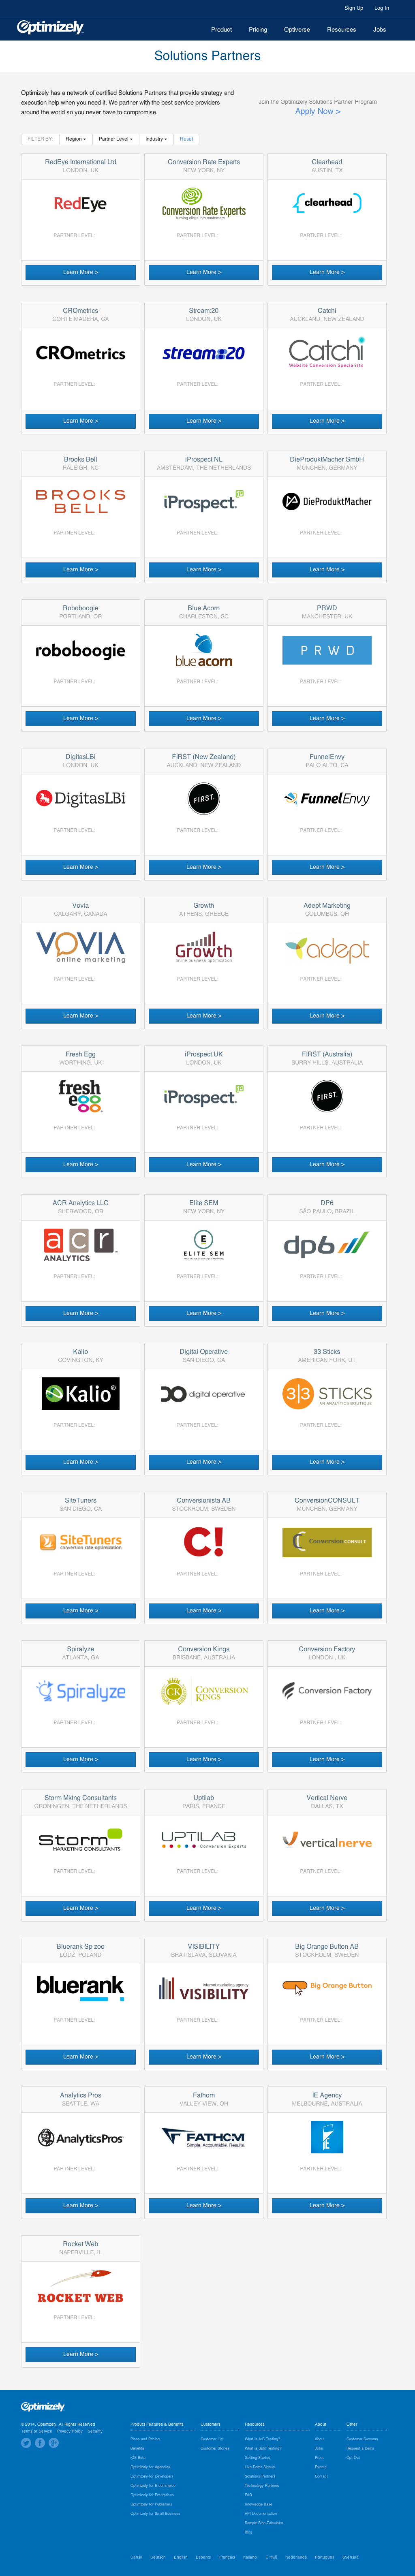 Sign Up Log In
Optimizely Product Pricing Optiverse Resources Jobs
Solutions Partners
Optimizely has a network of certified Solutions Partners that provide strategy and
execution help when you need it. We partner with the best service providers
around the world so you never have to compromise.
Join the Optimizely Solutions Partner Program
Apply Now >
FILTER BY: Region Partner Level Industry Reset
RedEye International Ltd
LONDON, UK
RedEye
PARTNER LEVEL:
Learn More >
Conversion Rate Experts
NEW YORK, NY
Conversion Rate Experts
turning clicks into customers
PARTNER LEVEL:
Learn More >
Clearhead
AUSTIN, TX
{clearhead}
PARTNER LEVEL:
Learn More >
CROmetrics
CORTE MADERA, CA
CROmetrics
PARTNER LEVEL:
Learn More >
Stream:20
LONDON, UK
stream:20
PARTNER LEVEL:
Learn More >
Catchi
AUCKLAND, NEW ZEALAND
Catchi
Website Conversion Specialists
PARTNER LEVEL:
Learn More >
Brooks Bell
RALEIGH, NC
BROOKS
BELL
PARTNER LEVEL:
Learn More >
iProspect NL
AMSTERDAM, THE NETHERLANDS
iProspect.
PARTNER LEVEL:
Learn More >
DieProduktMacher GmbH
MÜNCHEN, GERMANY
DieProduktMacher
PARTNER LEVEL:
Learn More >
Roboboogie
PORTLAND, OR
roboboogie
PARTNER LEVEL:
Learn More >
Blue Acorn
CHARLESTON, SC
blue acorn
PARTNER LEVEL:
Learn More >
PRWD
MANCHESTER, UK
PRWD
PARTNER LEVEL:
Learn More >
DigitasLBi
LONDON, UK
DigitasLBi
PARTNER LEVEL:
Learn More >
FIRST (New Zealand)
AUCKLAND, NEW ZEALAND
FIRST.
PARTNER LEVEL:
Learn More >
FunnelEnvy
PALO ALTO, CA
FunnelEnvy
PARTNER LEVEL:
Learn More >
Vovia
CALGARY, CANADA
VOVIA
online marketing
PARTNER LEVEL:
Learn More >
Growth
ATHENS, GREECE
Growth
online business optimization
PARTNER LEVEL:
Learn More >
Adept Marketing
COLUMBUS, OH
adept
PARTNER LEVEL:
Learn More >
Fresh Egg
WORTHING, UK
fresh
egg
PARTNER LEVEL:
Learn More >
iProspect UK
LONDON, UK
iProspect.
PARTNER LEVEL:
Learn More >
FIRST (Australia)
SURRY HILLS, AUSTRALIA
FIRST.
PARTNER LEVEL:
Learn More >
ACR Analytics LLC
SHERWOOD, OR
acr
ANALYTICS
PARTNER LEVEL:
Learn More >
Elite SEM
NEW YORK, NY
E
ELITE SEM
PARTNER LEVEL:
Learn More >
DP6
SÃO PAULO, BRAZIL
dp6
PARTNER LEVEL:
Learn More >
Kalio
COVINGTON, KY
Kalio®
PARTNER LEVEL:
Learn More >
Digital Operative
SAN DIEGO, CA
digital operative
PARTNER LEVEL:
Learn More >
33 Sticks
AMERICAN FORK, UT
3|3 STICKS
AN ANALYTICS BOUTIQUE
PARTNER LEVEL:
Learn More >
SiteTuners
SAN DIEGO, CA
SiteTuners
conversion rate optimization
PARTNER LEVEL:
Learn More >
Conversionista AB
STOCKHOLM, SWEDEN
C!
PARTNER LEVEL:
Learn More >
ConversionCONSULT
MÜNCHEN, GERMANY
Conversion CONSULT
PARTNER LEVEL:
Learn More >
Spiralyze
ATLANTA, GA
Spiralyze
PARTNER LEVEL:
Learn More >
Conversion Kings
BRISBANE, AUSTRALIA
CK CONVERSION
KINGS
PARTNER LEVEL:
Learn More >
Conversion Factory
LONDON , UK
Conversion Factory
PARTNER LEVEL:
Learn More >
Storm Mktng Consultants
GRONINGEN, THE NETHERLANDS
Storm
MARKETING CONSULTANTS
PARTNER LEVEL:
Learn More >
Uptilab
PARIS, FRANCE
UPTILAB
Conversion Experts
PARTNER LEVEL:
Learn More >
Vertical Nerve
DALLAS, TX
verticalnerve
PARTNER LEVEL:
Learn More >
Bluerank Sp zoo
ŁÓDŹ, POLAND
bluerank
PARTNER LEVEL:
Learn More >
VISIBILITY
BRATISLAVA, SLOVAKIA
internet marketing agency
VISIBILITY
PARTNER LEVEL:
Learn More >
Big Orange Button AB
STOCKHOLM, SWEDEN
Big Orange Button
PARTNER LEVEL:
Learn More >
Analytics Pros
SEATTLE, WA
AnalyticsPros
PARTNER LEVEL:
Learn More >
Fathom
VALLEY VIEW, OH
FATHOM
Simple. Accountable. Results.
PARTNER LEVEL:
Learn More >
IE Agency
MELBOURNE, AUSTRALIA
PARTNER LEVEL:
Learn More >
Rocket Web
NAPERVILLE, IL
ROCKET WEB
PARTNER LEVEL:
Learn More >
Optimizely
© 2014, Optimizely. All Rights Reserved
Terms of Service Privacy Policy Security
Product Features & Benefits
Plans and Pricing
Benefits
iOS Beta
Optimizely for Agencies
Optimizely for Developers
Optimizely for E-commerce
Optimizely for Enterprises
Optimizely for Publishers
Optimizely for Small Business
Customers
Customer List
Customer Stories
Resources
What is A/B Testing?
What is Split Testing?
Getting Started
Live Demo Signup
Solutions Partners
Technology Partners
FAQ
Knowledge Base
API Documentation
Sample Size Calculator
Blog
About
About
Jobs
Press
Events
Contact
Other
Customer Success
Request a Demo
Opt Out
Dansk Deutsch English Español Français Italiano 日本語 Nederlands Português Svenska